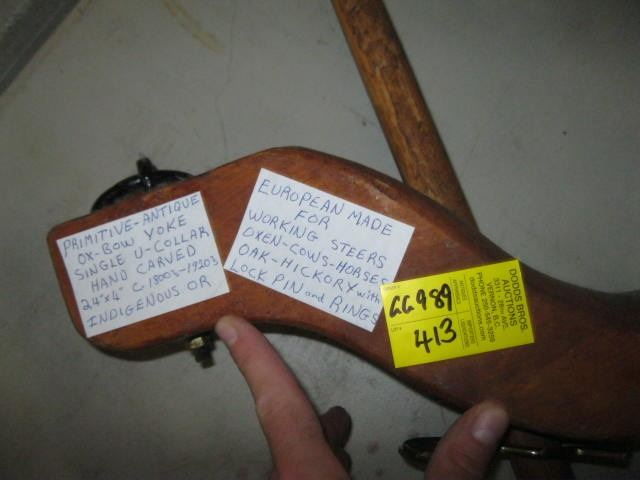 PRIMITIVE-ANTIQUE
OX-BOW YOKE
SINGLE U-COLLAR
HAND CARVED
24"x4" C 1800s-1920s
INDIGENOUS OR
EUROPEAN MADE
FOR
WORKING STEERS
OXEN-COWS-HORSES
OAK-HICKORY with
LOCK PIN and RINGS
GG989
413
DODDS BROS.
AUCTIONS
VERNON, B.C.